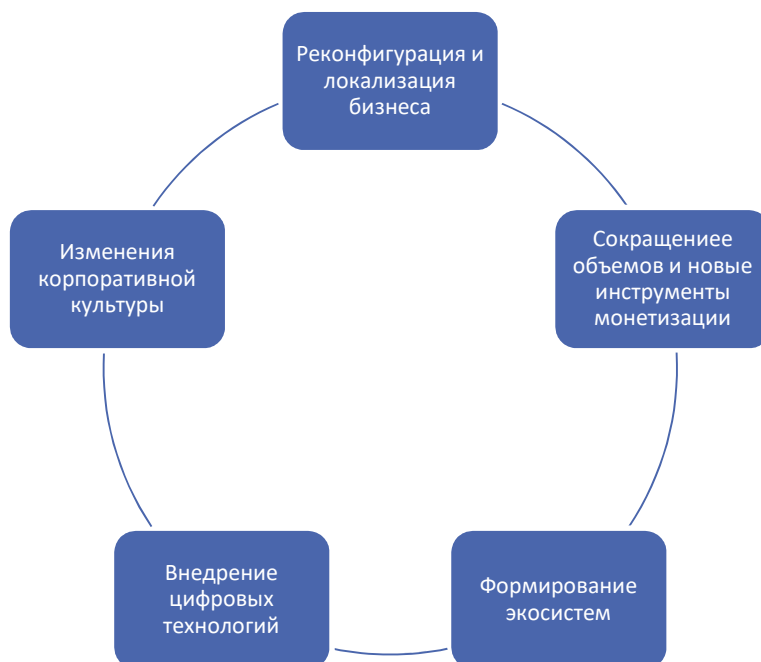 Реконфигурация и
локализация
бизнеса
Сокращениее
объемов и новые
инструменты
монетизации
Формирование
экосистем
Внедрение
цифровых
технологий
Изменения
корпоративной
культуры